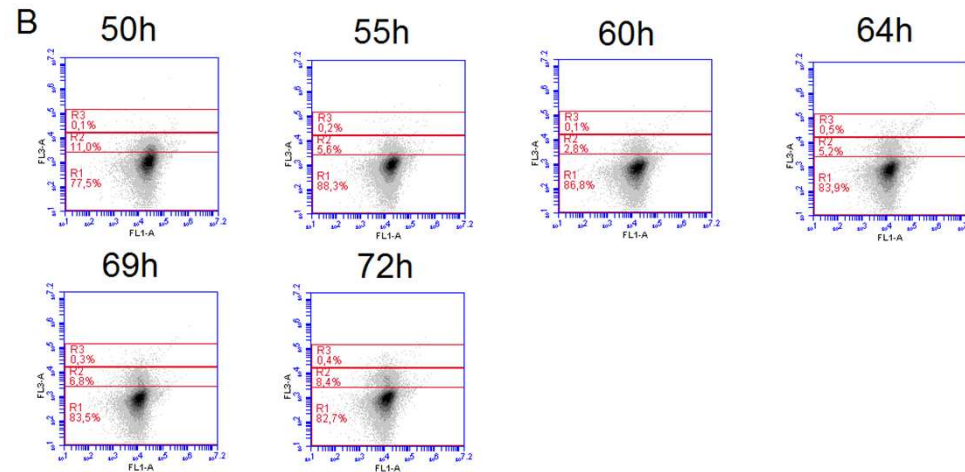 B
50h
55h
60h
64h
FL3-A
R3
0,1%
R2
11,0%
R1
77,5%
FL1-A
FL3-A
R3
0,2%
R2
5,6%
R1
88,3%
FL1-A
FL3-A
R3
0,1%
R2
2,8%
R1
86,8%
FL1-A
FL3-A
R3
0,5%
R2
5,2%
R1
83,9%
FL1-A
69h
72h
FL3-A
R3
0,3%
R2
6,8%
R1
83,5%
FL1-A
FL3-A
R3
0,4%
R2
8,4%
R1
82,7%
FL1-A